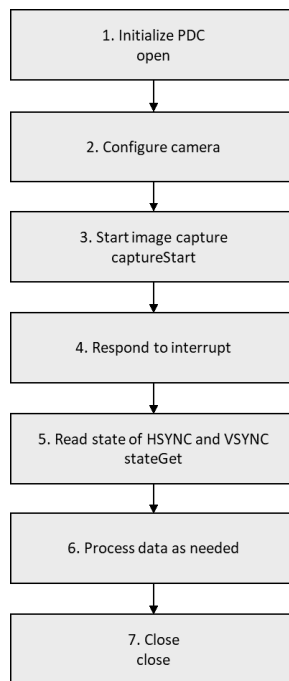 1. Initialize PDC
open
2. Configure camera
3. Start image capture
captureStart
4. Respond to interrupt
5. Read state of HSYNC and VSYNC
stateGet
6. Process data as needed
7. Close
close